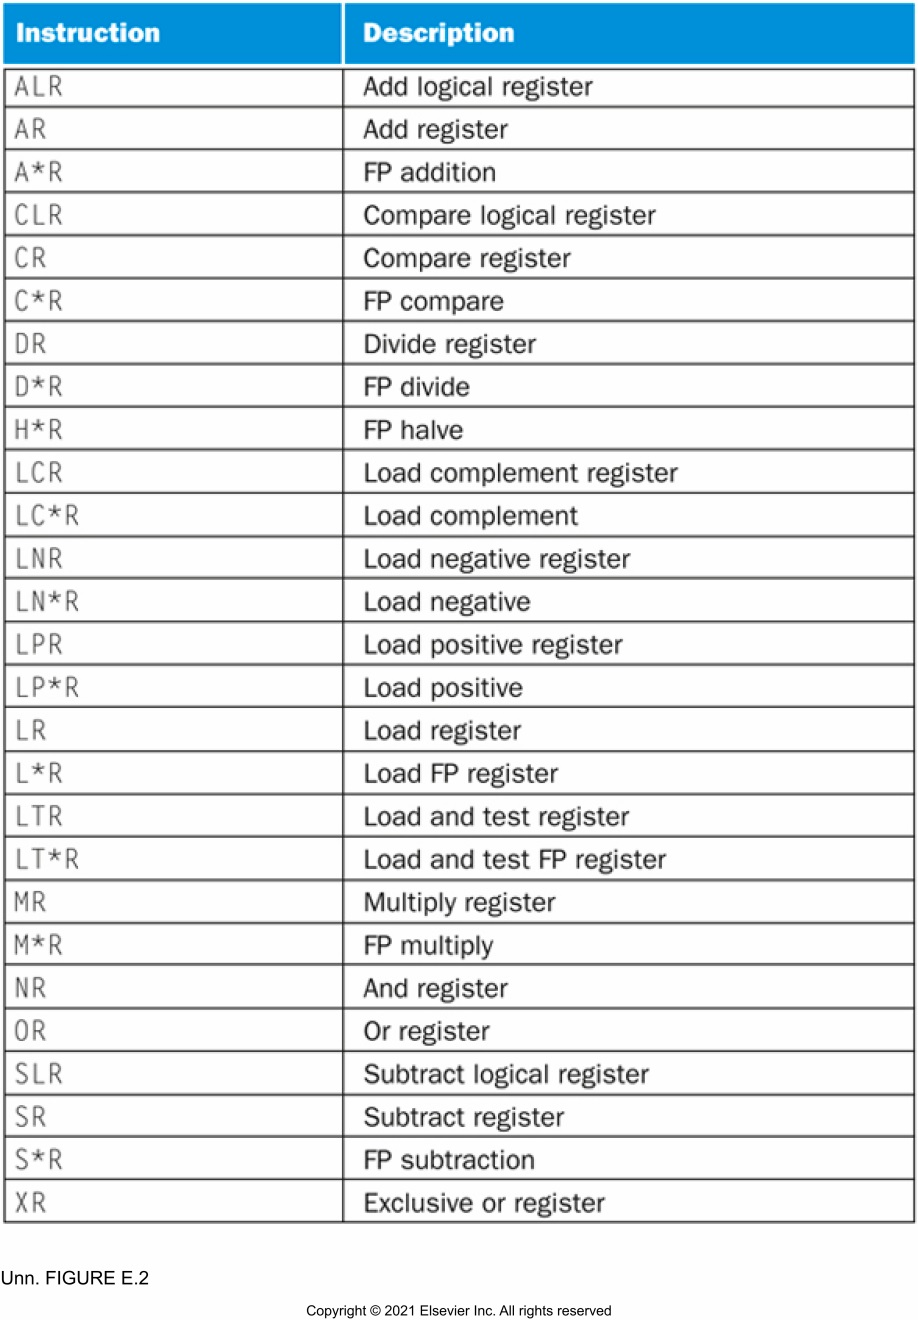 Instruction Description
ALR Add logical register
AR Add register
A*R FP addition
CLR Compare logical register
CR Compare register
C*R FP compare
DR Divide register
D*R FP divide
H*R FP halve
LCR Load complement register
LC*R Load complement
LNR Load negative register
LN*R Load negative
LPR Load positive register
LP*R Load positive
LR Load register
L*R Load FP register
LTR Load and test register
LT*R Load and test FP register
MR Multiply register
M*R FP multiply
NR And register
OR Or register
SLR Subtract logical register
SR Subtract register
S*R FP subtraction
XR Exclusive or register
Unn. FIGURE E.2
Copyright © 2021 Elsevier Inc. All rights reserved